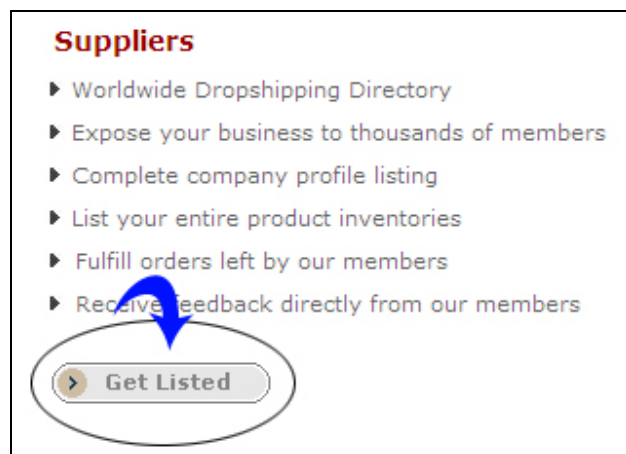 Suppliers
Worldwide Dropshipping Directory
Expose your business to thousands of members
Complete company profile listing
List your entire product inventories
Fulfill orders left by our members
Receive feedback directly from our members
Get Listed